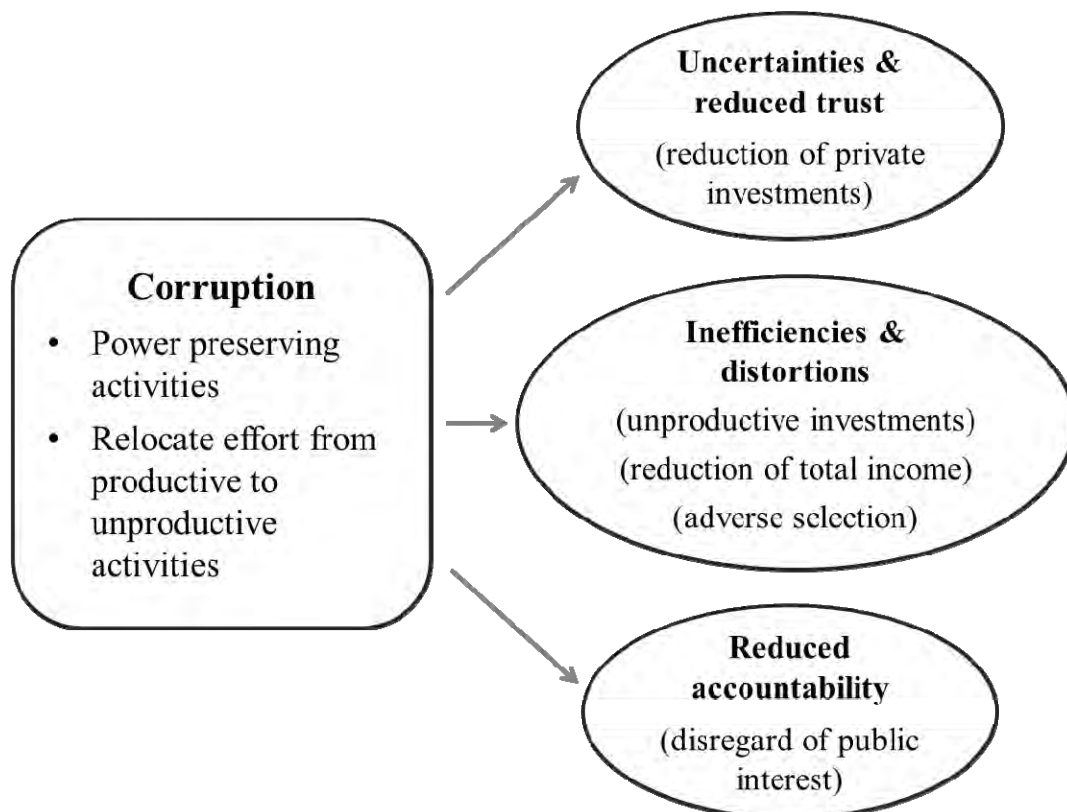 Uncertainties &
reduced trust
(reduction of private
investments)
Corruption
• Power preserving
activities
• Relocate effort from
productive to
unproductive
activities
Inefficiencies &
distortions
(unproductive investments)
(reduction of total income)
(adverse selection)
Reduced
accountability
(disregard of public
interest)